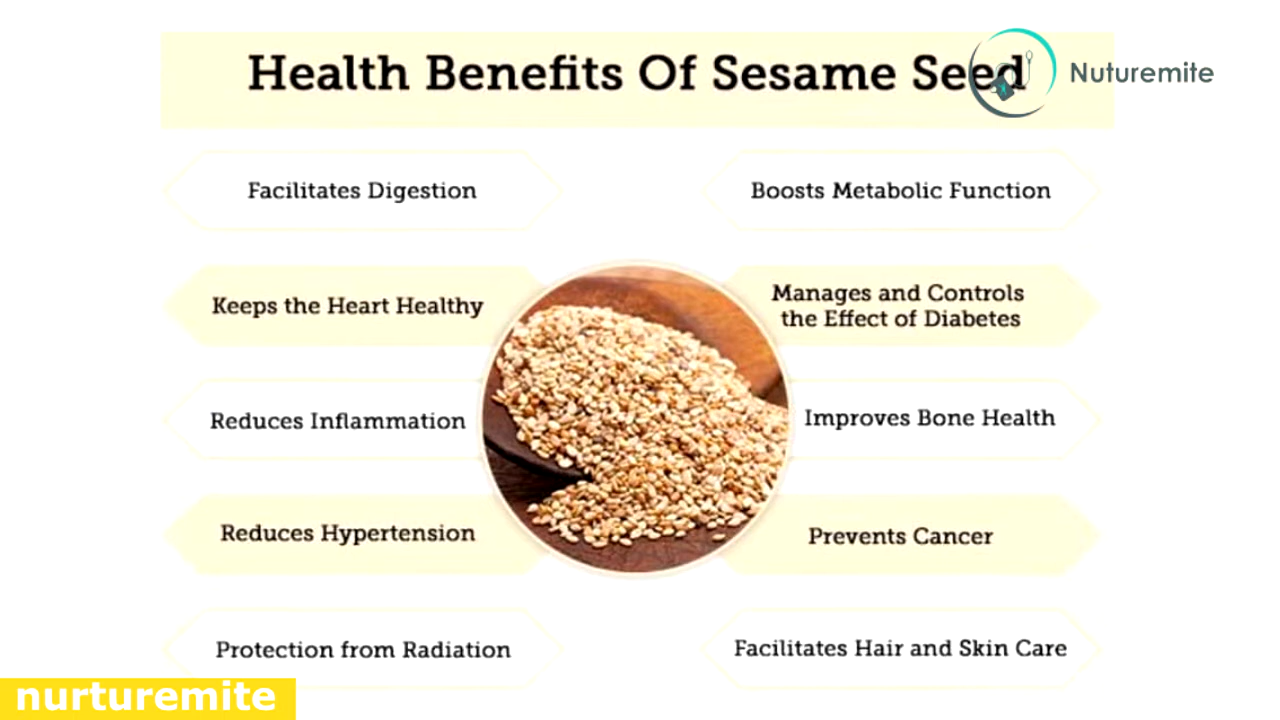 Health Benefits Of Sesame Seed
Nuturemite
Facilitates Digestion
Boosts Metabolic Function
Keeps the Heart Healthy
Manages and Controls
the Effect of Diabetes
Reduces Inflammation
Improves Bone Health
Reduces Hypertension
Prevents Cancer
Protection from Radiation
Facilitates Hair and Skin Care
nurturemite